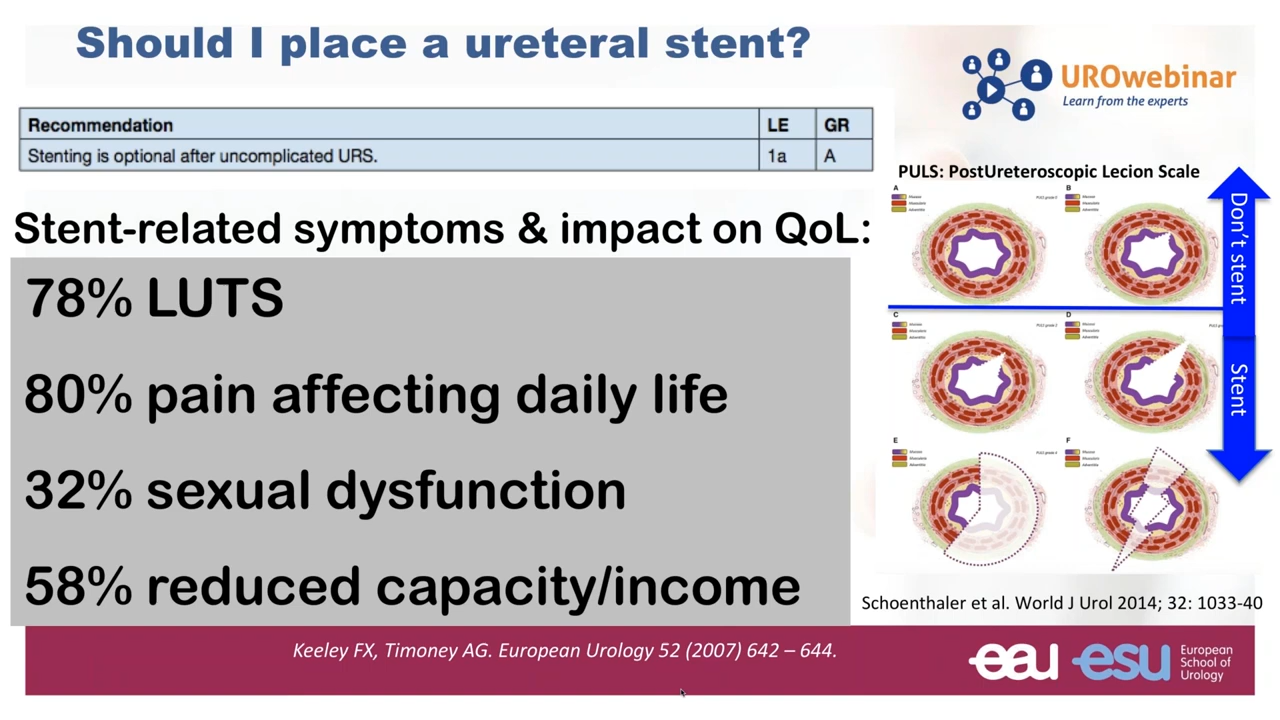 Should I place a ureteral stent?
UROwebinar
Learn from the experts
Recommendation LE GR
Stenting is optional after uncomplicated URS. 1a A
PULS: PostUreteroscopic Lecion Scale
A
B
Don't stent
Stent-related symptoms & impact on QoL:
78% LUTS
80% pain affecting daily life
32% sexual dysfunction
58% reduced capacity/income
C
D
Stent
E
F
Schoenthaler et al. World J Urol 2014; 32: 1033-40
Keeley FX, Timoney AG. European Urology 52 (2007) 642 – 644.
eau esu
European
School of
Urology